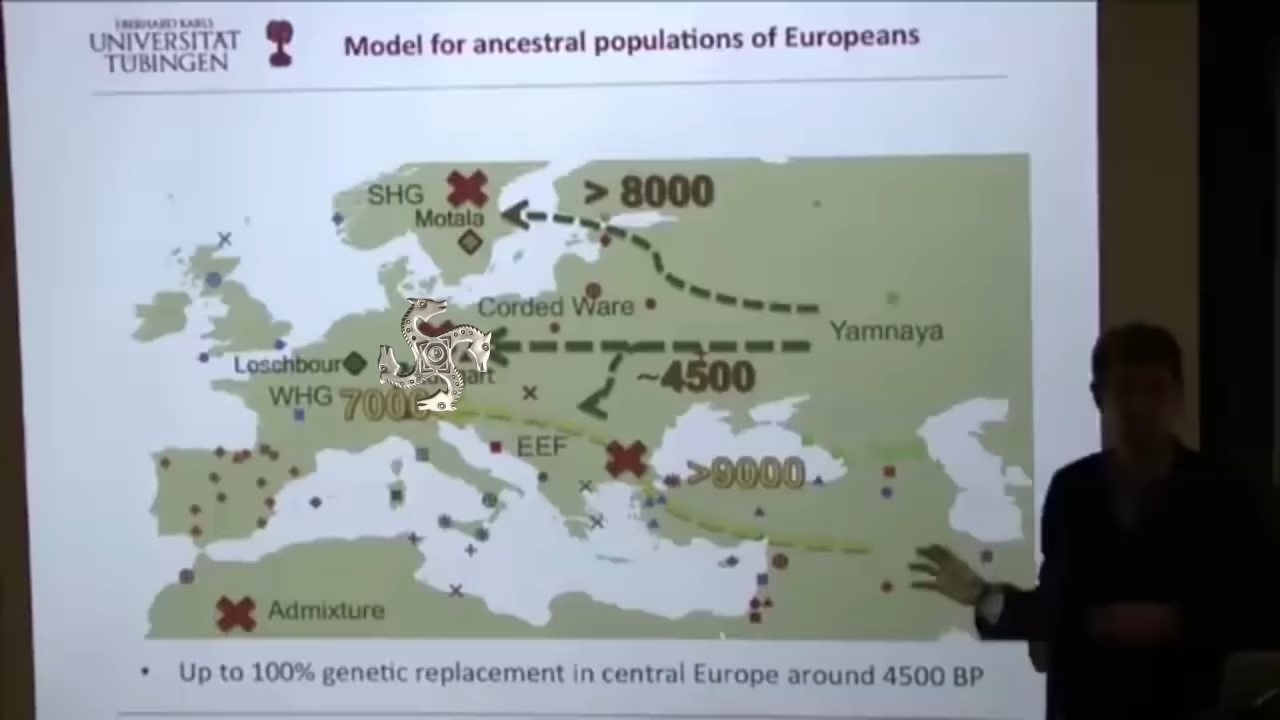 EBERHARD KARLS
UNIVERSITÄT
TÜBINGEN
Model for ancestral populations of Europeans
SHG
> 8000
Motala
Corded Ware
Yamnaya
Loschbour
~4500
WHG
7000
EEF
>9000
Admixture
• Up to 100% genetic replacement in central Europe around 4500 BP